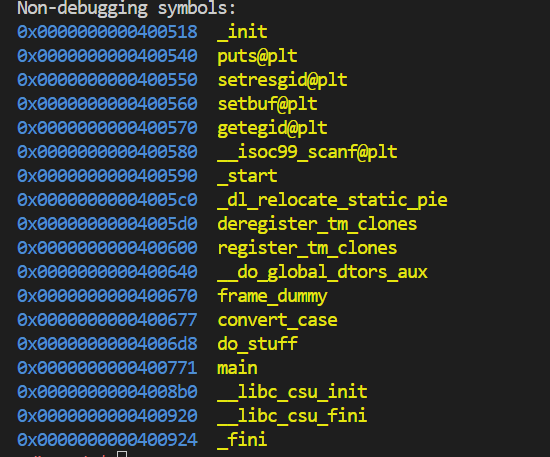 Non-debugging symbols:
0x0000000000400518  _init
0x0000000000400540  puts@plt
0x0000000000400550  setresgid@plt
0x0000000000400560  setbuf@plt
0x0000000000400570  getegid@plt
0x0000000000400580  __isoc99_scanf@plt
0x0000000000400590  _start
0x00000000004005c0  _dl_relocate_static_pie
0x00000000004005d0  deregister_tm_clones
0x0000000000400600  register_tm_clones
0x0000000000400640  __do_global_dtors_aux
0x0000000000400670  frame_dummy
0x0000000000400677  convert_case
0x00000000004006d8  do_stuff
0x0000000000400771  main
0x00000000004008b0  __libc_csu_init
0x0000000000400920  __libc_csu_fini
0x0000000000400924  _fini